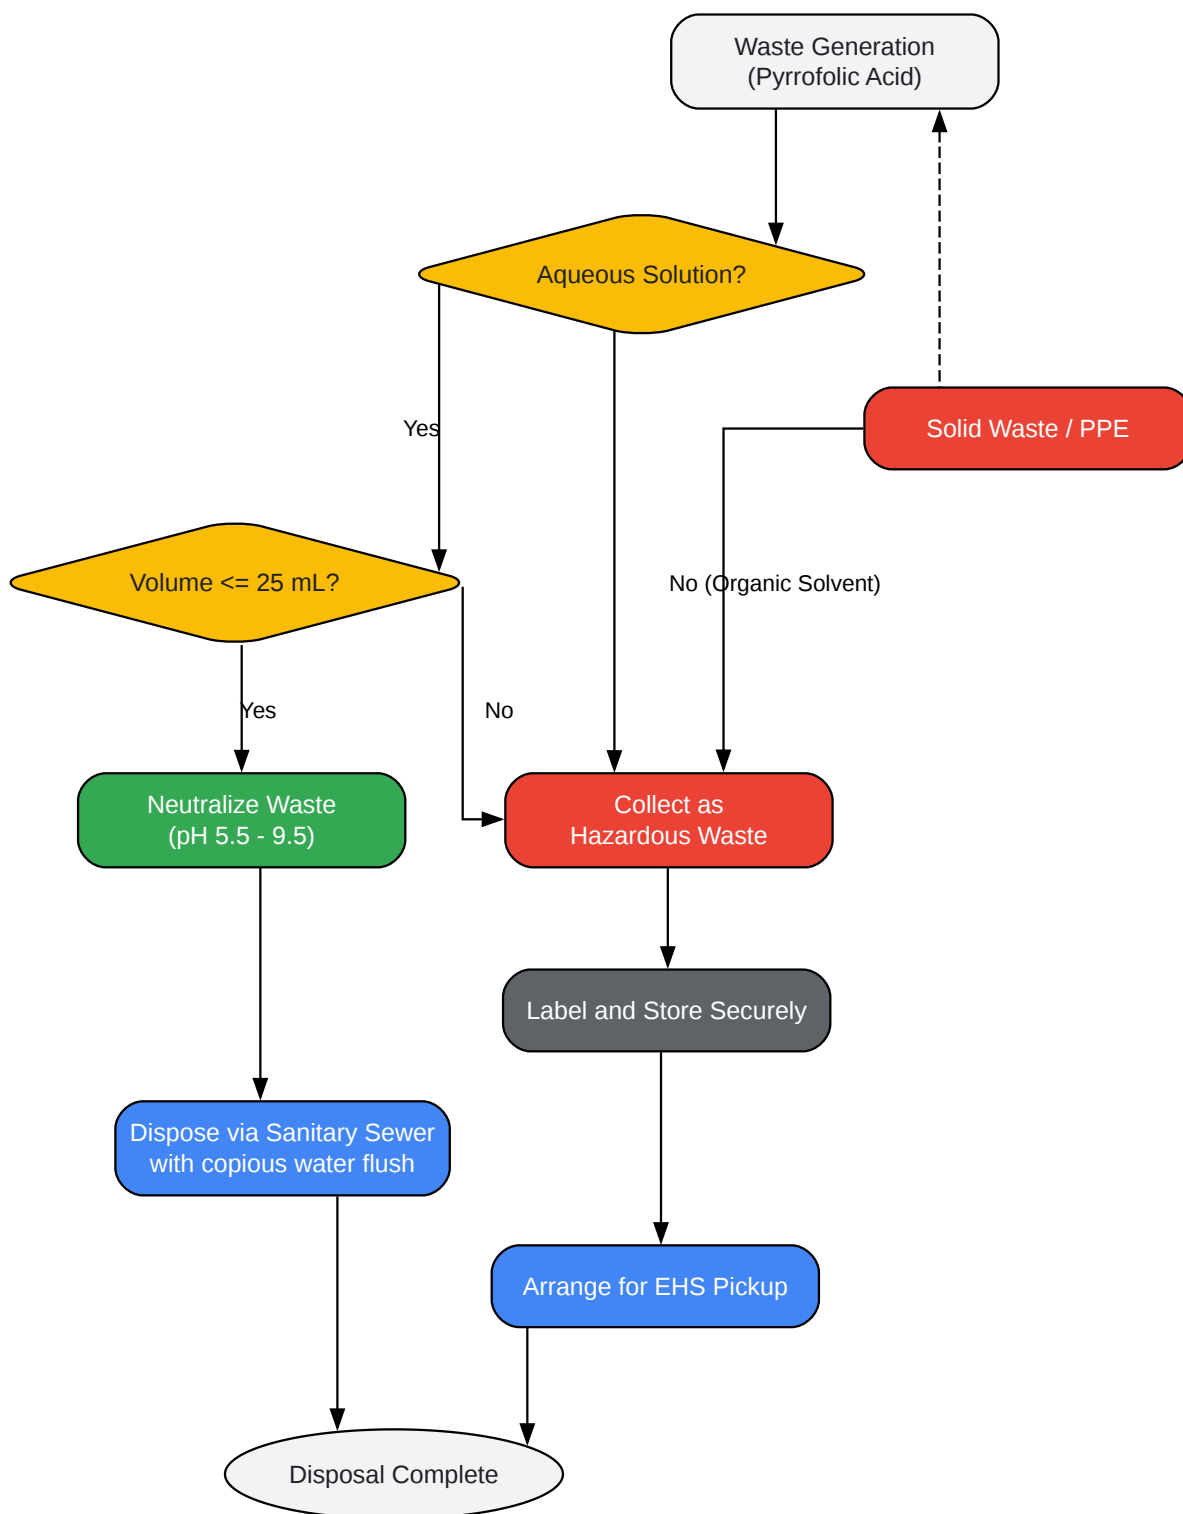 Waste Generation
(Pyrrofolic Acid)
Aqueous Solution?
Yes
Solid Waste / PPE
Volume <= 25 mL?
No (Organic Solvent)
Yes
No
Neutralize Waste
(pH 5.5 - 9.5)
Collect as
Hazardous Waste
Label and Store Securely
Dispose via Sanitary Sewer
with copious water flush
Arrange for EHS Pickup
Disposal Complete